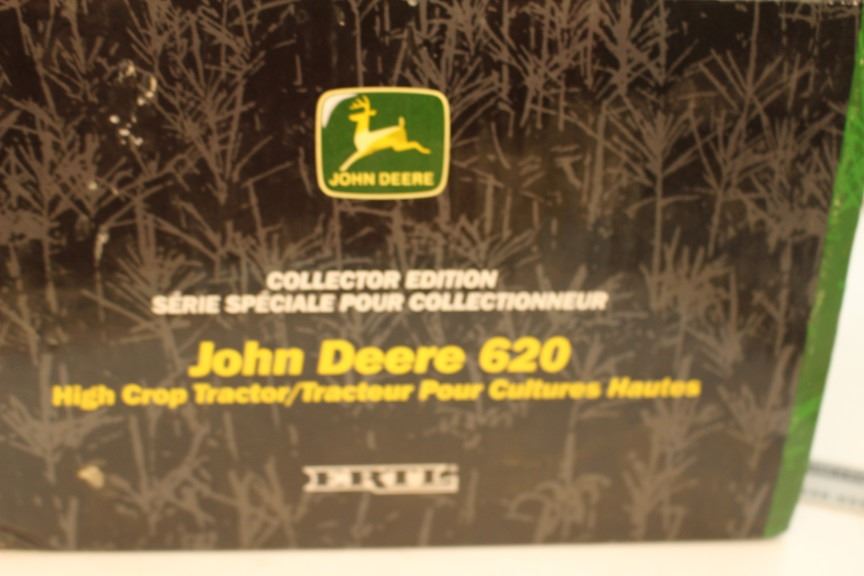 JOHN DEERE
COLLECTOR EDITION
SÉRIE SPÉCIALE POUR COLLECTIONNEUR
John Deere 620
High Crop Tractor/Tracteur Pour Cultures Hautes
ERTL